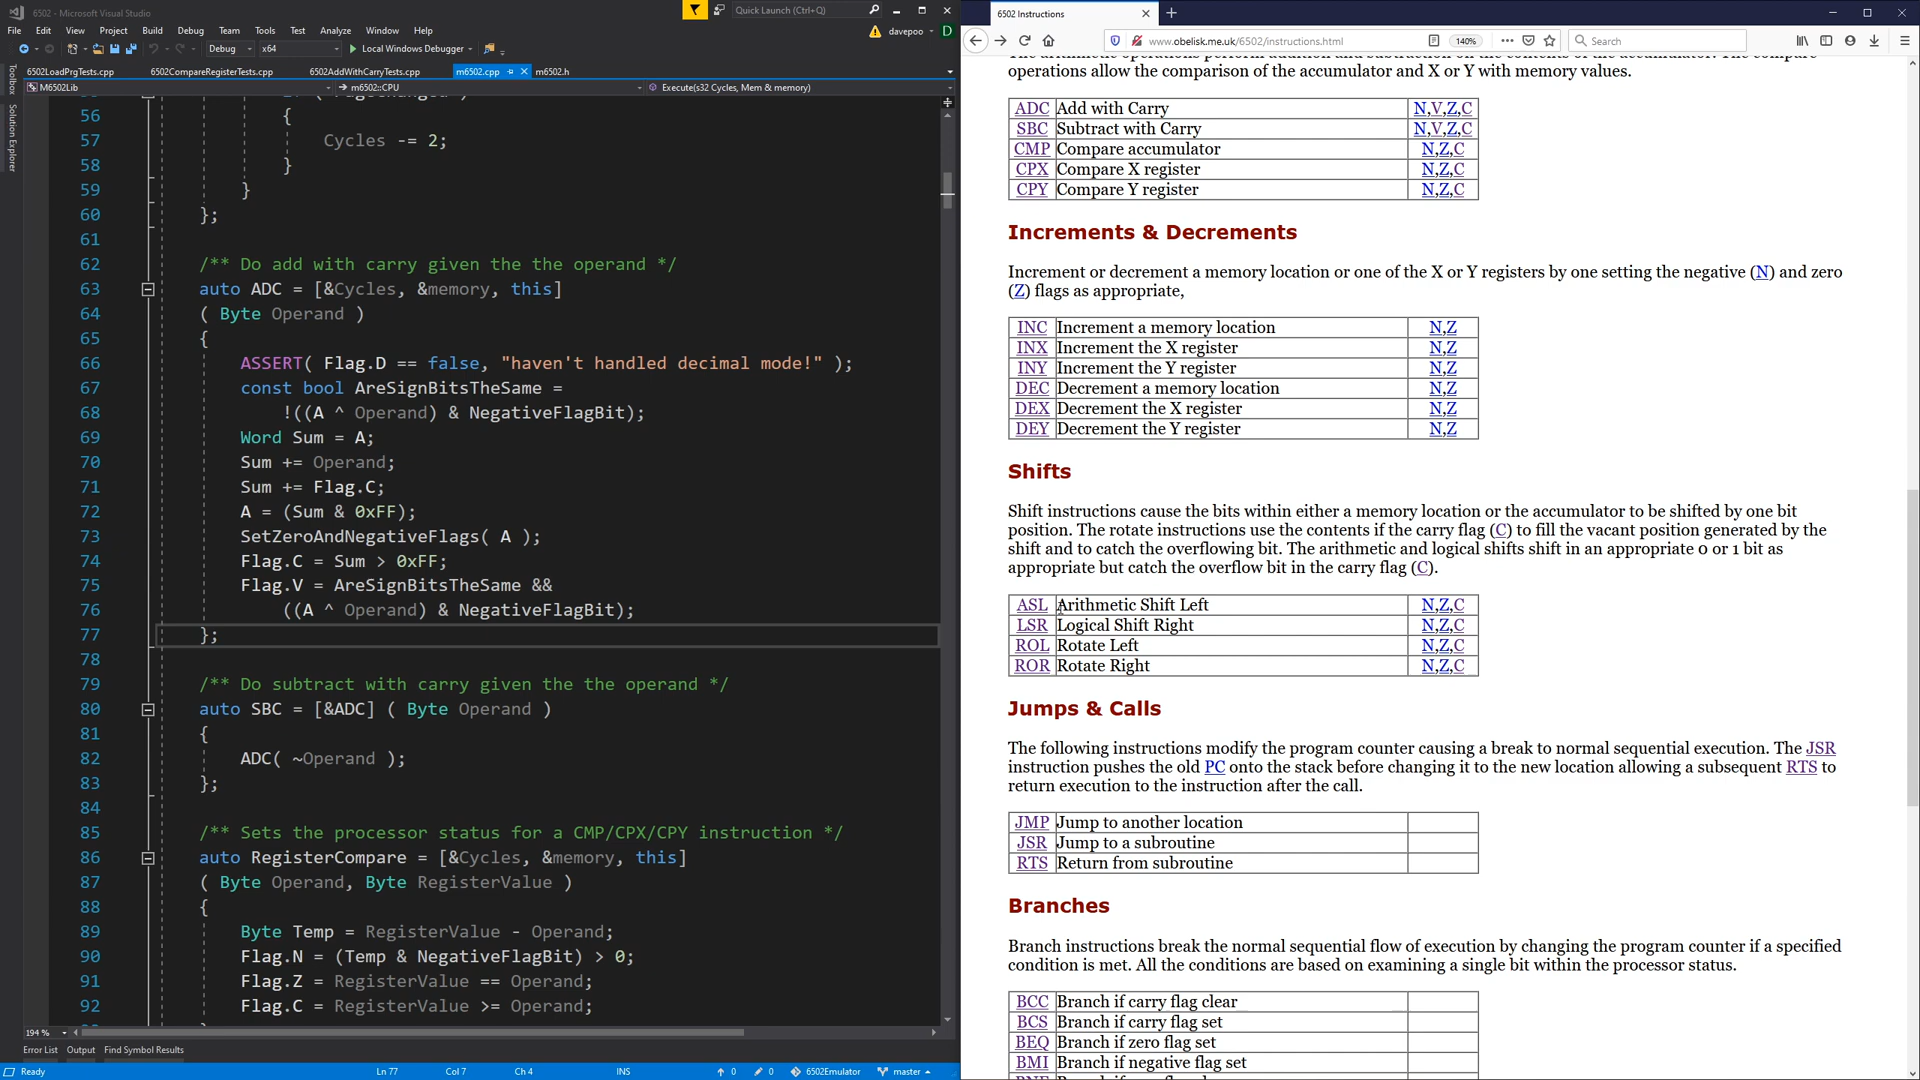 6502 - Microsoft Visual Studio
Quick Launch (Ctrl+Q)
File Edit View Project Build Debug Team Tools Test Analyze Window Help
davepoo D
Debug x64 Local Windows Debugger
Toolbox
Solution Explorer
6502LoadPrgTests.cpp 6502CompareRegisterTests.cpp 6502AddWithCarryTests.cpp m6502.cpp m6502.h
M6502Lib m6502::CPU Execute(s32 Cycles, Mem & memory)
56 {
57 Cycles -= 2;
58 }
59 }
60 };
61
62 /** Do add with carry given the the operand */
63 auto ADC = [&Cycles, &memory, this]
64 ( Byte Operand )
65 {
66 ASSERT( Flag.D == false, "haven't handled decimal mode!" );
67 const bool AreSignBitsTheSame =
68 !((A ^ Operand) & NegativeFlagBit);
69 Word Sum = A;
70 Sum += Operand;
71 Sum += Flag.C;
72 A = (Sum & 0xFF);
73 SetZeroAndNegativeFlags( A );
74 Flag.C = Sum > 0xFF;
75 Flag.V = AreSignBitsTheSame &&
76 ((A ^ Operand) & NegativeFlagBit);
77 };
78
79 /** Do subtract with carry given the the operand */
80 auto SBC = [&ADC] ( Byte Operand )
81 {
82 ADC( ~Operand );
83 };
84
85 /** Sets the processor status for a CMP/CPX/CPY instruction */
86 auto RegisterCompare = [&Cycles, &memory, this]
87 ( Byte Operand, Byte RegisterValue )
88 {
89 Byte Temp = RegisterValue - Operand;
90 Flag.N = (Temp & NegativeFlagBit) > 0;
91 Flag.Z = RegisterValue == Operand;
92 Flag.C = RegisterValue >= Operand;
194 %
Error List Output Find Symbol Results
Ready Ln 77 Col 7 Ch 4 INS 0 0 6502Emulator master
6502 Instructions
www.obelisk.me.uk/6502/instructions.html 140% Search
operations allow the comparison of the accumulator and X or Y with memory values.
ADC Add with Carry N,V,Z,C
SBC Subtract with Carry N,V,Z,C
CMP Compare accumulator N,Z,C
CPX Compare X register N,Z,C
CPY Compare Y register N,Z,C
Increments & Decrements
Increment or decrement a memory location or one of the X or Y registers by one setting the negative (N) and zero
(Z) flags as appropriate,
INC Increment a memory location N,Z
INX Increment the X register N,Z
INY Increment the Y register N,Z
DEC Decrement a memory location N,Z
DEX Decrement the X register N,Z
DEY Decrement the Y register N,Z
Shifts
Shift instructions cause the bits within either a memory location or the accumulator to be shifted by one bit
position. The rotate instructions use the contents if the carry flag (C) to fill the vacant position generated by the
shift and to catch the overflowing bit. The arithmetic and logical shifts shift in an appropriate 0 or 1 bit as
appropriate but catch the overflow bit in the carry flag (C).
ASL Arithmetic Shift Left N,Z,C
LSR Logical Shift Right N,Z,C
ROL Rotate Left N,Z,C
ROR Rotate Right N,Z,C
Jumps & Calls
The following instructions modify the program counter causing a break to normal sequential execution. The JSR
instruction pushes the old PC onto the stack before changing it to the new location allowing a subsequent RTS to
return execution to the instruction after the call.
JMP Jump to another location
JSR Jump to a subroutine
RTS Return from subroutine
Branches
Branch instructions break the normal sequential flow of execution by changing the program counter if a specified
condition is met. All the conditions are based on examining a single bit within the processor status.
BCC Branch if carry flag clear
BCS Branch if carry flag set
BEQ Branch if zero flag set
BMI Branch if negative flag set